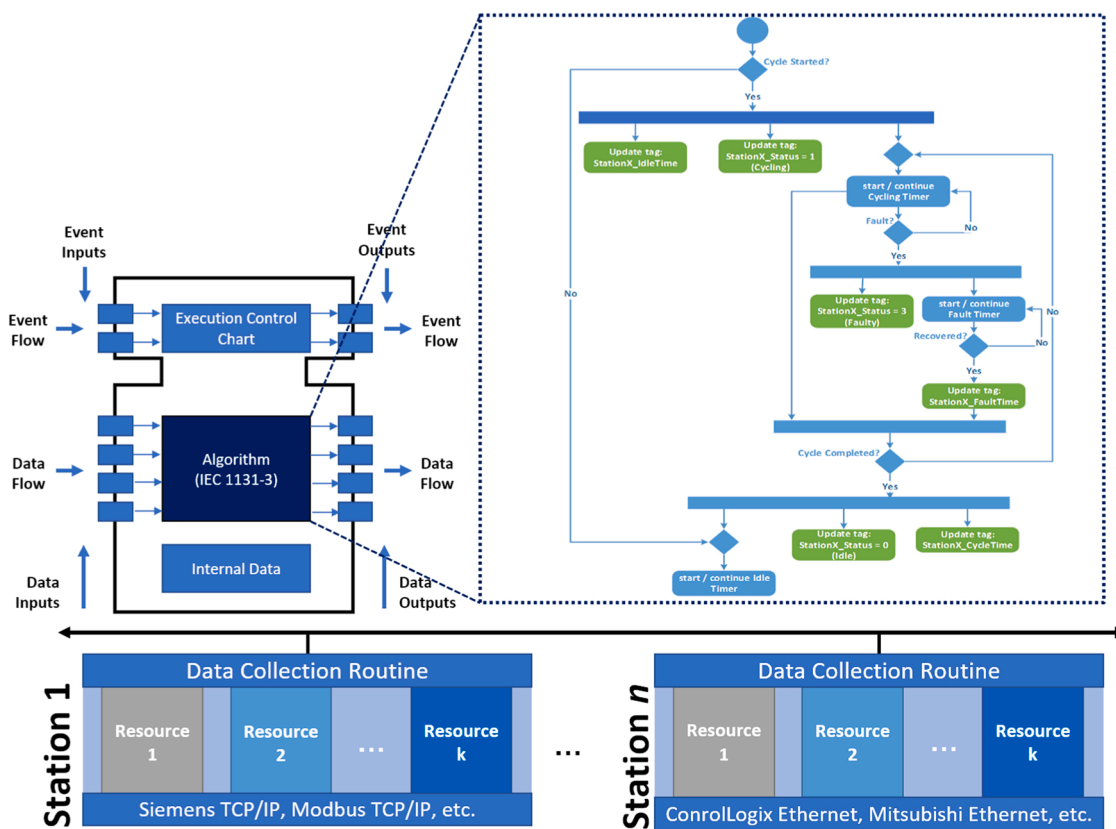 Event
Inputs
Event
Outputs
Event
Flow
Execution Control
Chart
Event
Flow
Data
Flow
Algorithm
(IEC 1131-3)
Data
Flow
Internal Data
Data
Inputs
Data
Outputs
Cycle Started?
Yes
No
Update tag:
StationX_IdleTime
Update tag:
StationX_Status = 1
(Cycling)
start / continue
Cycling Timer
Fault?
No
Yes
Update tag:
StationX_Status = 3
(Faulty)
start / continue
Fault Timer
No
Recovered?
No
Yes
Update tag:
StationX_FaultTime
Cycle Completed?
Yes
Update tag:
StationX_Status = 0
(Idle)
Update tag:
StationX_CycleTime
start / continue Idle
Timer
Station 1
Data Collection Routine
Resource
1
Resource
2
...
Resource
k
Siemens TCP/IP, Modbus TCP/IP, etc.
...
Station n
Data Collection Routine
Resource
1
Resource
2
...
Resource
k
ConrolLogix Ethernet, Mitsubishi Ethernet, etc.